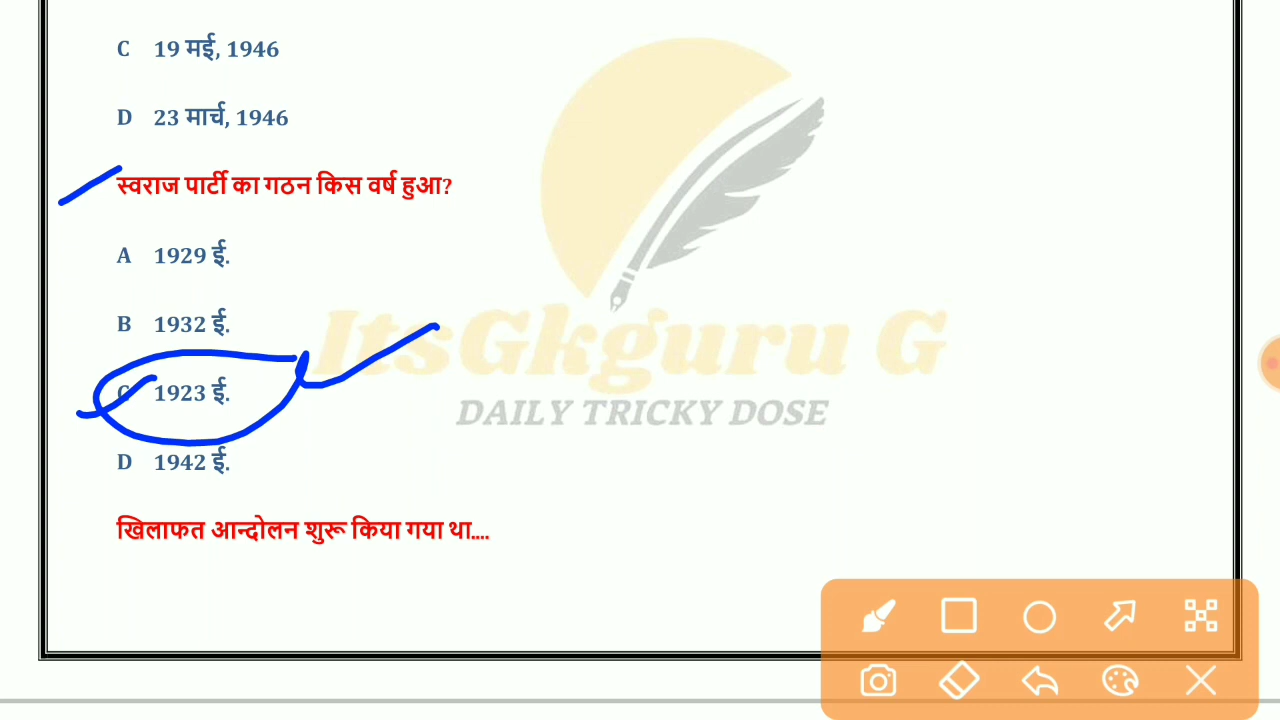 C 19 मई, 1946
D 23 मार्च, 1946
स्वराज पार्टी का गठन किस वर्ष हुआ?
A 1929 ई.
B 1932 ई.
ItsGkguru G
C 1923 ई.
DAILY TRICKY DOSE
D 1942 ई.
खिलाफत आन्दोलन शुरू किया गया था....